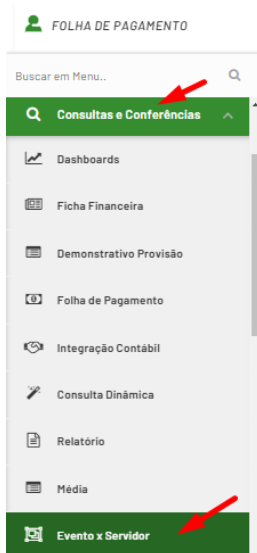 FOLHA DE PAGAMENTO
Buscar em Menu..
Consultas e Conferências
Dashboards
Ficha Financeira
Demonstrativo Provisão
Folha de Pagamento
Integração Contábil
Consulta Dinâmica
Relatório
Média
Evento x Servidor